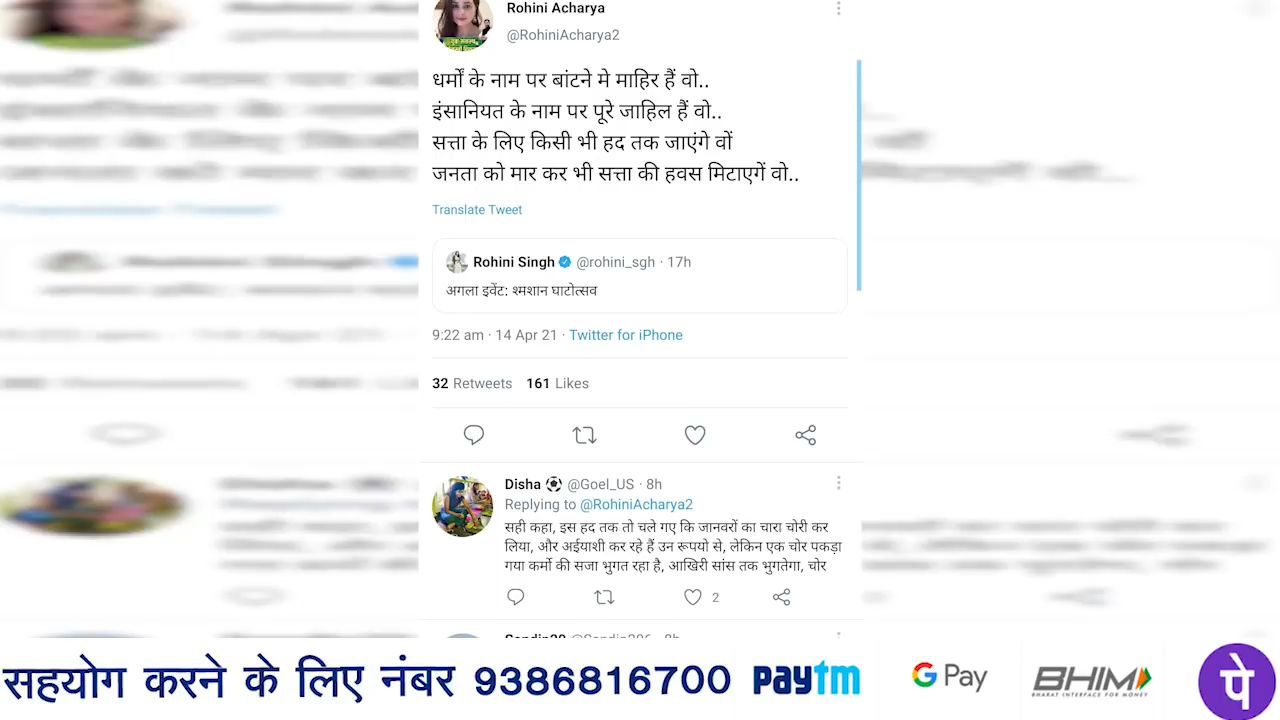 Rohini Acharya
@RohiniAcharya2
धर्मों के नाम पर बांटने मे माहिर हैं वो..
इंसानियत के नाम पर पूरे जाहिल हैं वो..
सत्ता के लिए किसी भी हद तक जाएंगे वों
जनता को मार कर भी सत्ता की हवस मिटाएगें वो..
Translate Tweet
Rohini Singh @rohini_sgh · 17h
अगला इवेंट: श्मशान घाटोत्सव
9:22 am · 14 Apr 21 · Twitter for iPhone
32 Retweets 161 Likes
Disha @Goel_US · 8h
Replying to @RohiniAcharya2
सही कहा, इस हद तक तो चले गए कि जानवरों का चारा चोरी कर
लिया, और अईयाशी कर रहे हैं उन रूपयो से, लेकिन एक चोर पकड़ा
गया कर्मो की सजा भुगत रहा है, आखिरी सांस तक भुगतेगा, चोर
2
सहयोग करने के लिए नंबर 9386816700 paytm G Pay BHIM पे
BHARAT INTERFACE FOR MONEY